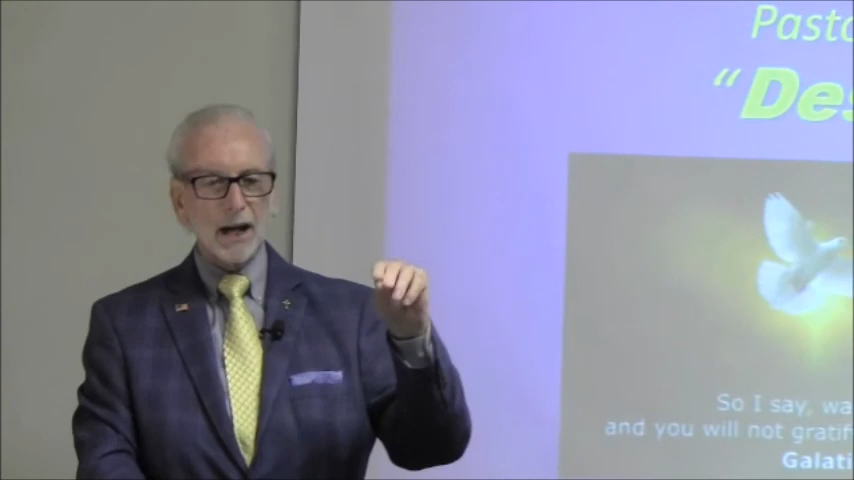 Pasto
"Des
So I say, wa
and you will not gratif
Galati